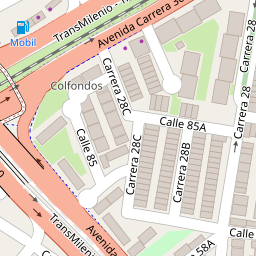 TransMilenio
Avenida Carrera 30
Mobil
Colfondos
Carrera 28C
Calle 85A
Carrera 28
Carrera 28
Calle 85
Carrera 28C
Carrera 28B
TransMilenio
Avenida
Calle
58A